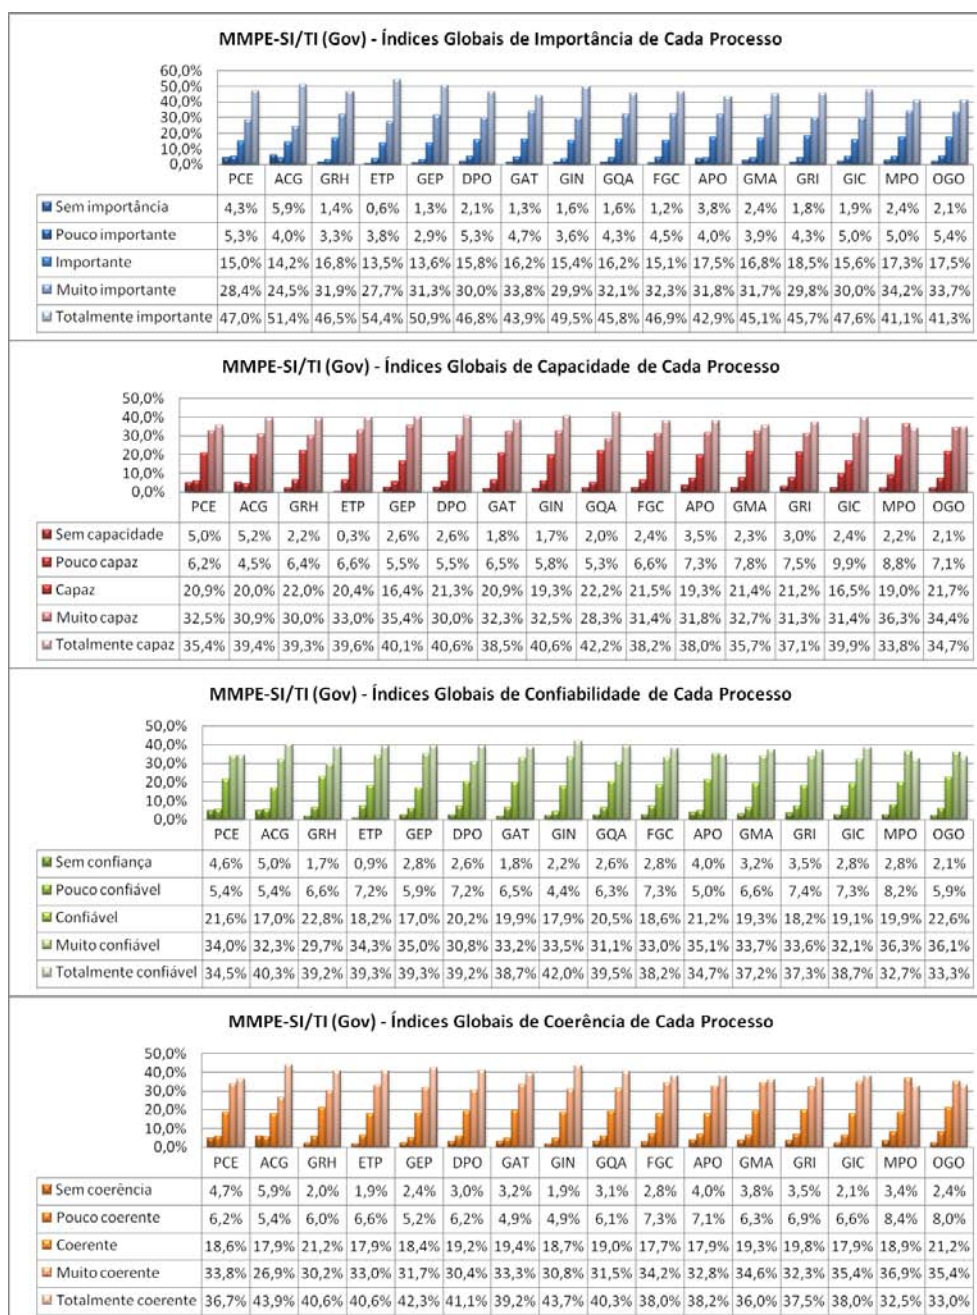 MMPE-SI/TI (Gov) - Índices Globais de Importância de Cada Processo
60,0%
50,0%
40,0%
30,0%
20,0%
10,0%
0,0%
PCE ACG GRH ETP GEP DPO GAT GIN GQA FGC APO GMA GRI GIC MPO OGO
Sem importância 4,3% 5,9% 1,4% 0,6% 1,3% 2,1% 1,3% 1,6% 1,6% 1,2% 3,8% 2,4% 1,8% 1,9% 2,4% 2,1%
Pouco importante 5,3% 4,0% 3,3% 3,8% 2,9% 5,3% 4,7% 3,6% 4,3% 4,5% 4,0% 3,9% 4,3% 5,0% 5,0% 5,4%
Importante 15,0% 14,2% 16,8% 13,5% 13,6% 15,8% 16,2% 15,4% 16,2% 15,1% 17,5% 16,8% 18,5% 15,6% 17,3% 17,5%
Muito importante 28,4% 24,5% 31,9% 27,7% 31,3% 30,0% 33,8% 29,9% 32,1% 32,3% 31,8% 31,7% 29,8% 30,0% 34,2% 33,7%
Totalmente importante 47,0% 51,4% 46,5% 54,4% 50,9% 46,8% 43,9% 49,5% 45,8% 46,9% 42,9% 45,1% 45,7% 47,6% 41,1% 41,3%
MMPE-SI/TI (Gov) - Índices Globais de Capacidade de Cada Processo
50,0%
40,0%
30,0%
20,0%
10,0%
0,0%
PCE ACG GRH ETP GEP DPO GAT GIN GQA FGC APO GMA GRI GIC MPO OGO
Sem capacidade 5,0% 5,2% 2,2% 0,3% 2,6% 2,6% 1,8% 1,7% 2,0% 2,4% 3,5% 2,3% 3,0% 2,4% 2,2% 2,1%
Pouco capaz 6,2% 4,5% 6,4% 6,6% 5,5% 5,5% 6,5% 5,8% 5,3% 6,6% 7,3% 7,8% 7,5% 9,9% 8,8% 7,1%
Capaz 20,9% 20,0% 22,0% 20,4% 16,4% 21,3% 20,9% 19,3% 22,2% 21,5% 19,3% 21,4% 21,2% 16,5% 19,0% 21,7%
Muito capaz 32,5% 30,9% 30,0% 33,0% 35,4% 30,0% 32,3% 32,5% 28,3% 31,4% 31,8% 32,7% 31,3% 31,4% 36,3% 34,4%
Totalmente capaz 35,4% 39,4% 39,3% 39,6% 40,1% 40,6% 38,5% 40,6% 42,2% 38,2% 38,0% 35,7% 37,1% 39,9% 33,8% 34,7%
MMPE-SI/TI (Gov) - Índices Globais de Confiabilidade de Cada Processo
50,0%
40,0%
30,0%
20,0%
10,0%
0,0%
PCE ACG GRH ETP GEP DPO GAT GIN GQA FGC APO GMA GRI GIC MPO OGO
Sem confiança 4,6% 5,0% 1,7% 0,9% 2,8% 2,6% 1,8% 2,2% 2,6% 2,8% 4,0% 3,2% 3,5% 2,8% 2,8% 2,1%
Pouco confiável 5,4% 5,4% 6,6% 7,2% 5,9% 7,2% 6,5% 4,4% 6,3% 7,3% 5,0% 6,6% 7,4% 7,3% 8,2% 5,9%
Confiável 21,6% 17,0% 22,8% 18,2% 17,0% 20,2% 19,9% 17,9% 20,5% 18,6% 21,2% 19,3% 18,2% 19,1% 19,9% 22,6%
Muito confiável 34,0% 32,3% 29,7% 34,3% 35,0% 30,8% 33,2% 33,5% 31,1% 33,0% 35,1% 33,7% 33,6% 32,1% 36,3% 36,1%
Totalmente confiável 34,5% 40,3% 39,2% 39,3% 39,3% 39,2% 38,7% 42,0% 39,5% 38,2% 34,7% 37,2% 37,3% 38,7% 32,7% 33,3%
MMPE-SI/TI (Gov) - Índices Globais de Coerência de Cada Processo
50,0%
40,0%
30,0%
20,0%
10,0%
0,0%
PCE ACG GRH ETP GEP DPO GAT GIN GQA FGC APO GMA GRI GIC MPO OGO
Sem coerência 4,7% 5,9% 2,0% 1,9% 2,4% 3,0% 3,2% 1,9% 3,1% 2,8% 4,0% 3,8% 3,5% 2,1% 3,4% 2,4%
Pouco coerente 6,2% 5,4% 6,0% 6,6% 5,2% 6,2% 4,9% 4,9% 6,1% 7,3% 7,1% 6,3% 6,9% 6,6% 8,4% 8,0%
Coerente 18,6% 17,9% 21,2% 17,9% 18,4% 19,2% 19,4% 18,7% 19,0% 17,7% 17,9% 19,3% 19,8% 17,9% 18,9% 21,2%
Muito coerente 33,8% 26,9% 30,2% 33,0% 31,7% 30,4% 33,3% 30,8% 31,5% 34,2% 32,8% 34,6% 32,3% 35,4% 36,9% 35,4%
Totalmente coerente 36,7% 43,9% 40,6% 40,6% 42,3% 41,1% 39,2% 43,7% 40,3% 38,0% 38,2% 36,0% 37,5% 38,0% 32,5% 33,0%